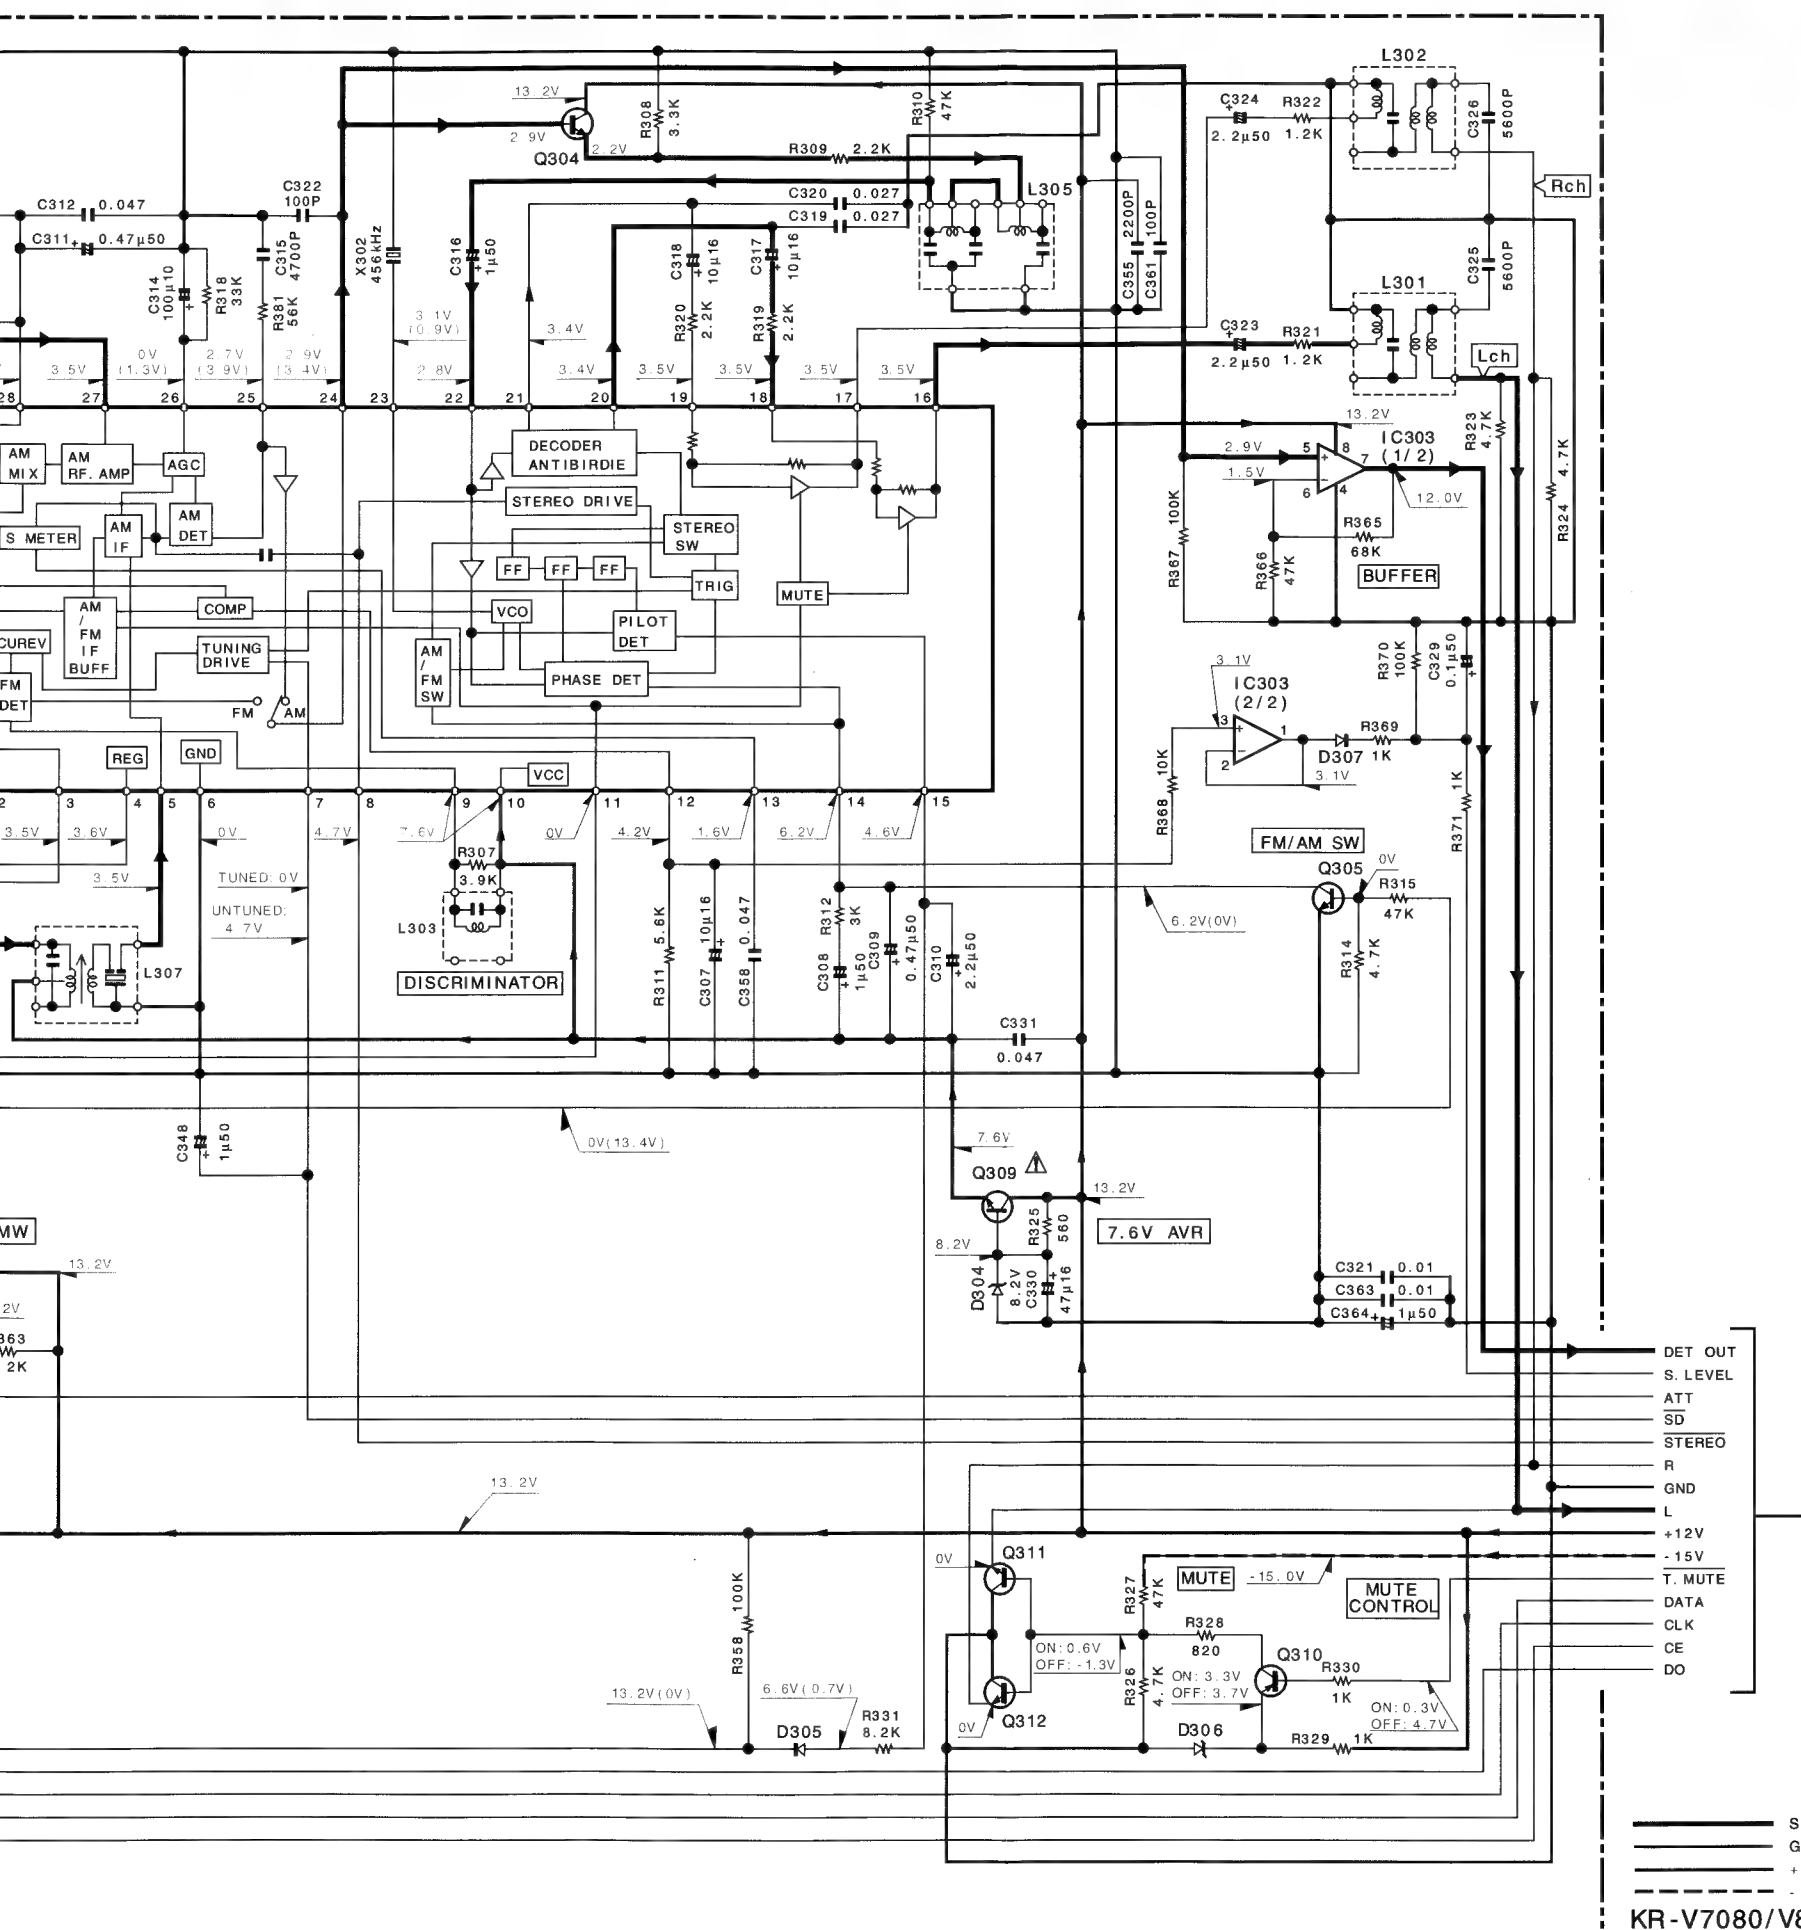 L302
13.2V
R308
3.3K
R310
47K
C324
2.2µ50
R322
1.2K
C326
5600P
2.9V
Q304
2.2V
R309 2.2K
Rch
C312 0.047
C322
100P
C320 0.027
L305
C311 0.47µ50
C319 0.027
C315
4700P
X302
456kHz
C316
1µ50
C318
10µ16
C317
10µ16
C355 2200P
C361 100P
C325
5600P
C314
100µ10
R318
33K
R381
56K
L301
3.1V
(0.9V)
3.4V
R320
2.2K
R319
2.2K
C323
2.2µ50
R321
1.2K
Lch
3.5V
0V
(1.3V)
2.7V
(3.9V)
2.9V
(3.4V)
2.8V
3.4V
3.5V
3.5V
3.5V
3.5V
28 27 26 25 24 23 22 21 20 19 18 17 16
13.2V
IC303
(1/2)
R323
4.7K
R324 4.7K
AM
MIX
AM
RF. AMP
AGC
DECODER
ANTIBIRDIE
2.9V
1.5V
5 8 7
6 4
12.0V
STEREO DRIVE
S METER
AM
IF
AM
DET
STEREO
SW
R367 100K
R365
68K
R366
47K
FF FF FF
TRIG
BUFFER
AM
/
FM
IF
BUFF
COMP
VCO
MUTE
CUREV
TUNING
DRIVE
PILOT
DET
AM
/
FM
SW
PHASE DET
FM
DET
FM AM
3.1V
IC303
(2/2)
R370
100K
C329
0.1µ50
3 1
2
D307
R369
1K
3.1V
REG
GND
VCC
R368 10K
R371 1K
2 3 4 5 6 7 8 9 10 11 12 13 14 15
3.5V
3.6V
0V
4.7V
7.6V
0V
4.2V
1.6V
6.2V
4.6V
FM/AM SW
R307
3.9K
Q305
0V
R315
47K
3.5V
TUNED: 0V
UNTUNED:
4.7V
6.2V(0V)
L303
R314
4.7K
L307
DISCRIMINATOR
R311 5.6K
C307 10µ16
C358 0.047
R312
3K
C308
1µ50
C309
0.47µ50
C310
2.2µ50
C331
0.047
0V(13.4V)
C348
1µ50
7.6V
Q309
13.2V
R325
560
7.6V AVR
MW
8.2V
13.2V
D304
8.2V
C330
47µ16
C321 0.01
C363 0.01
C364 1µ50
2V
363
2K
DET OUT
S. LEVEL
ATT
SD
STEREO
R
GND
L
+12V
-15V
T. MUTE
DATA
CLK
CE
DO
13.2V
0V
Q311
R327
47K
MUTE
-15.0V
MUTE
CONTROL
R358 100K
R328
820
ON: 0.6V
OFF: -1.3V
Q310
R330
1K
R326
4.7K
ON: 3.3V
OFF: 3.7V
ON: 0.3V
OFF: 4.7V
13.2V(0V)
6.6V(0.7V)
D305
R331
8.2K
0V
Q312
D306
R329 1K
S
G
+
-
KR-V7080/V8